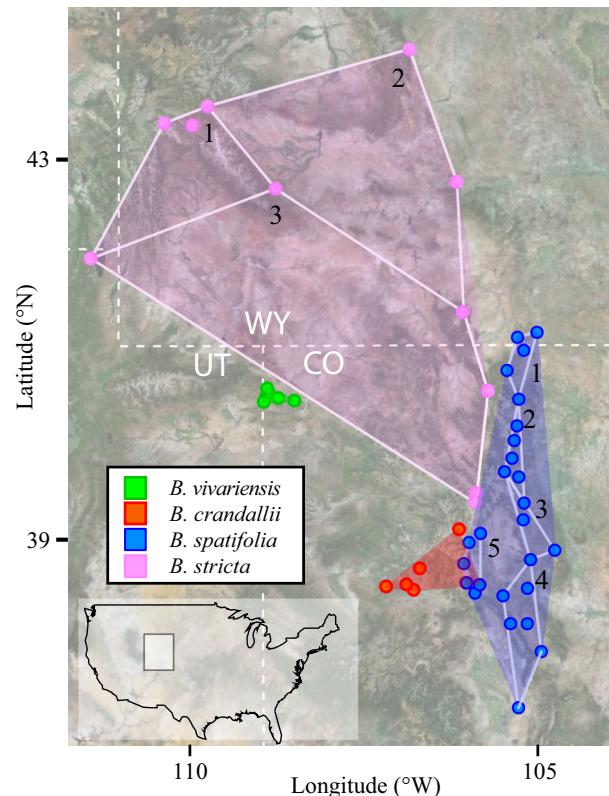 2
1
43
3
WY
UT
CO
1
2
B. vivariensis
B. crandallii
B. spatifolia
B. stricta
3
39
5
4
110
105
Longitude (°W)
Latitude (°N)